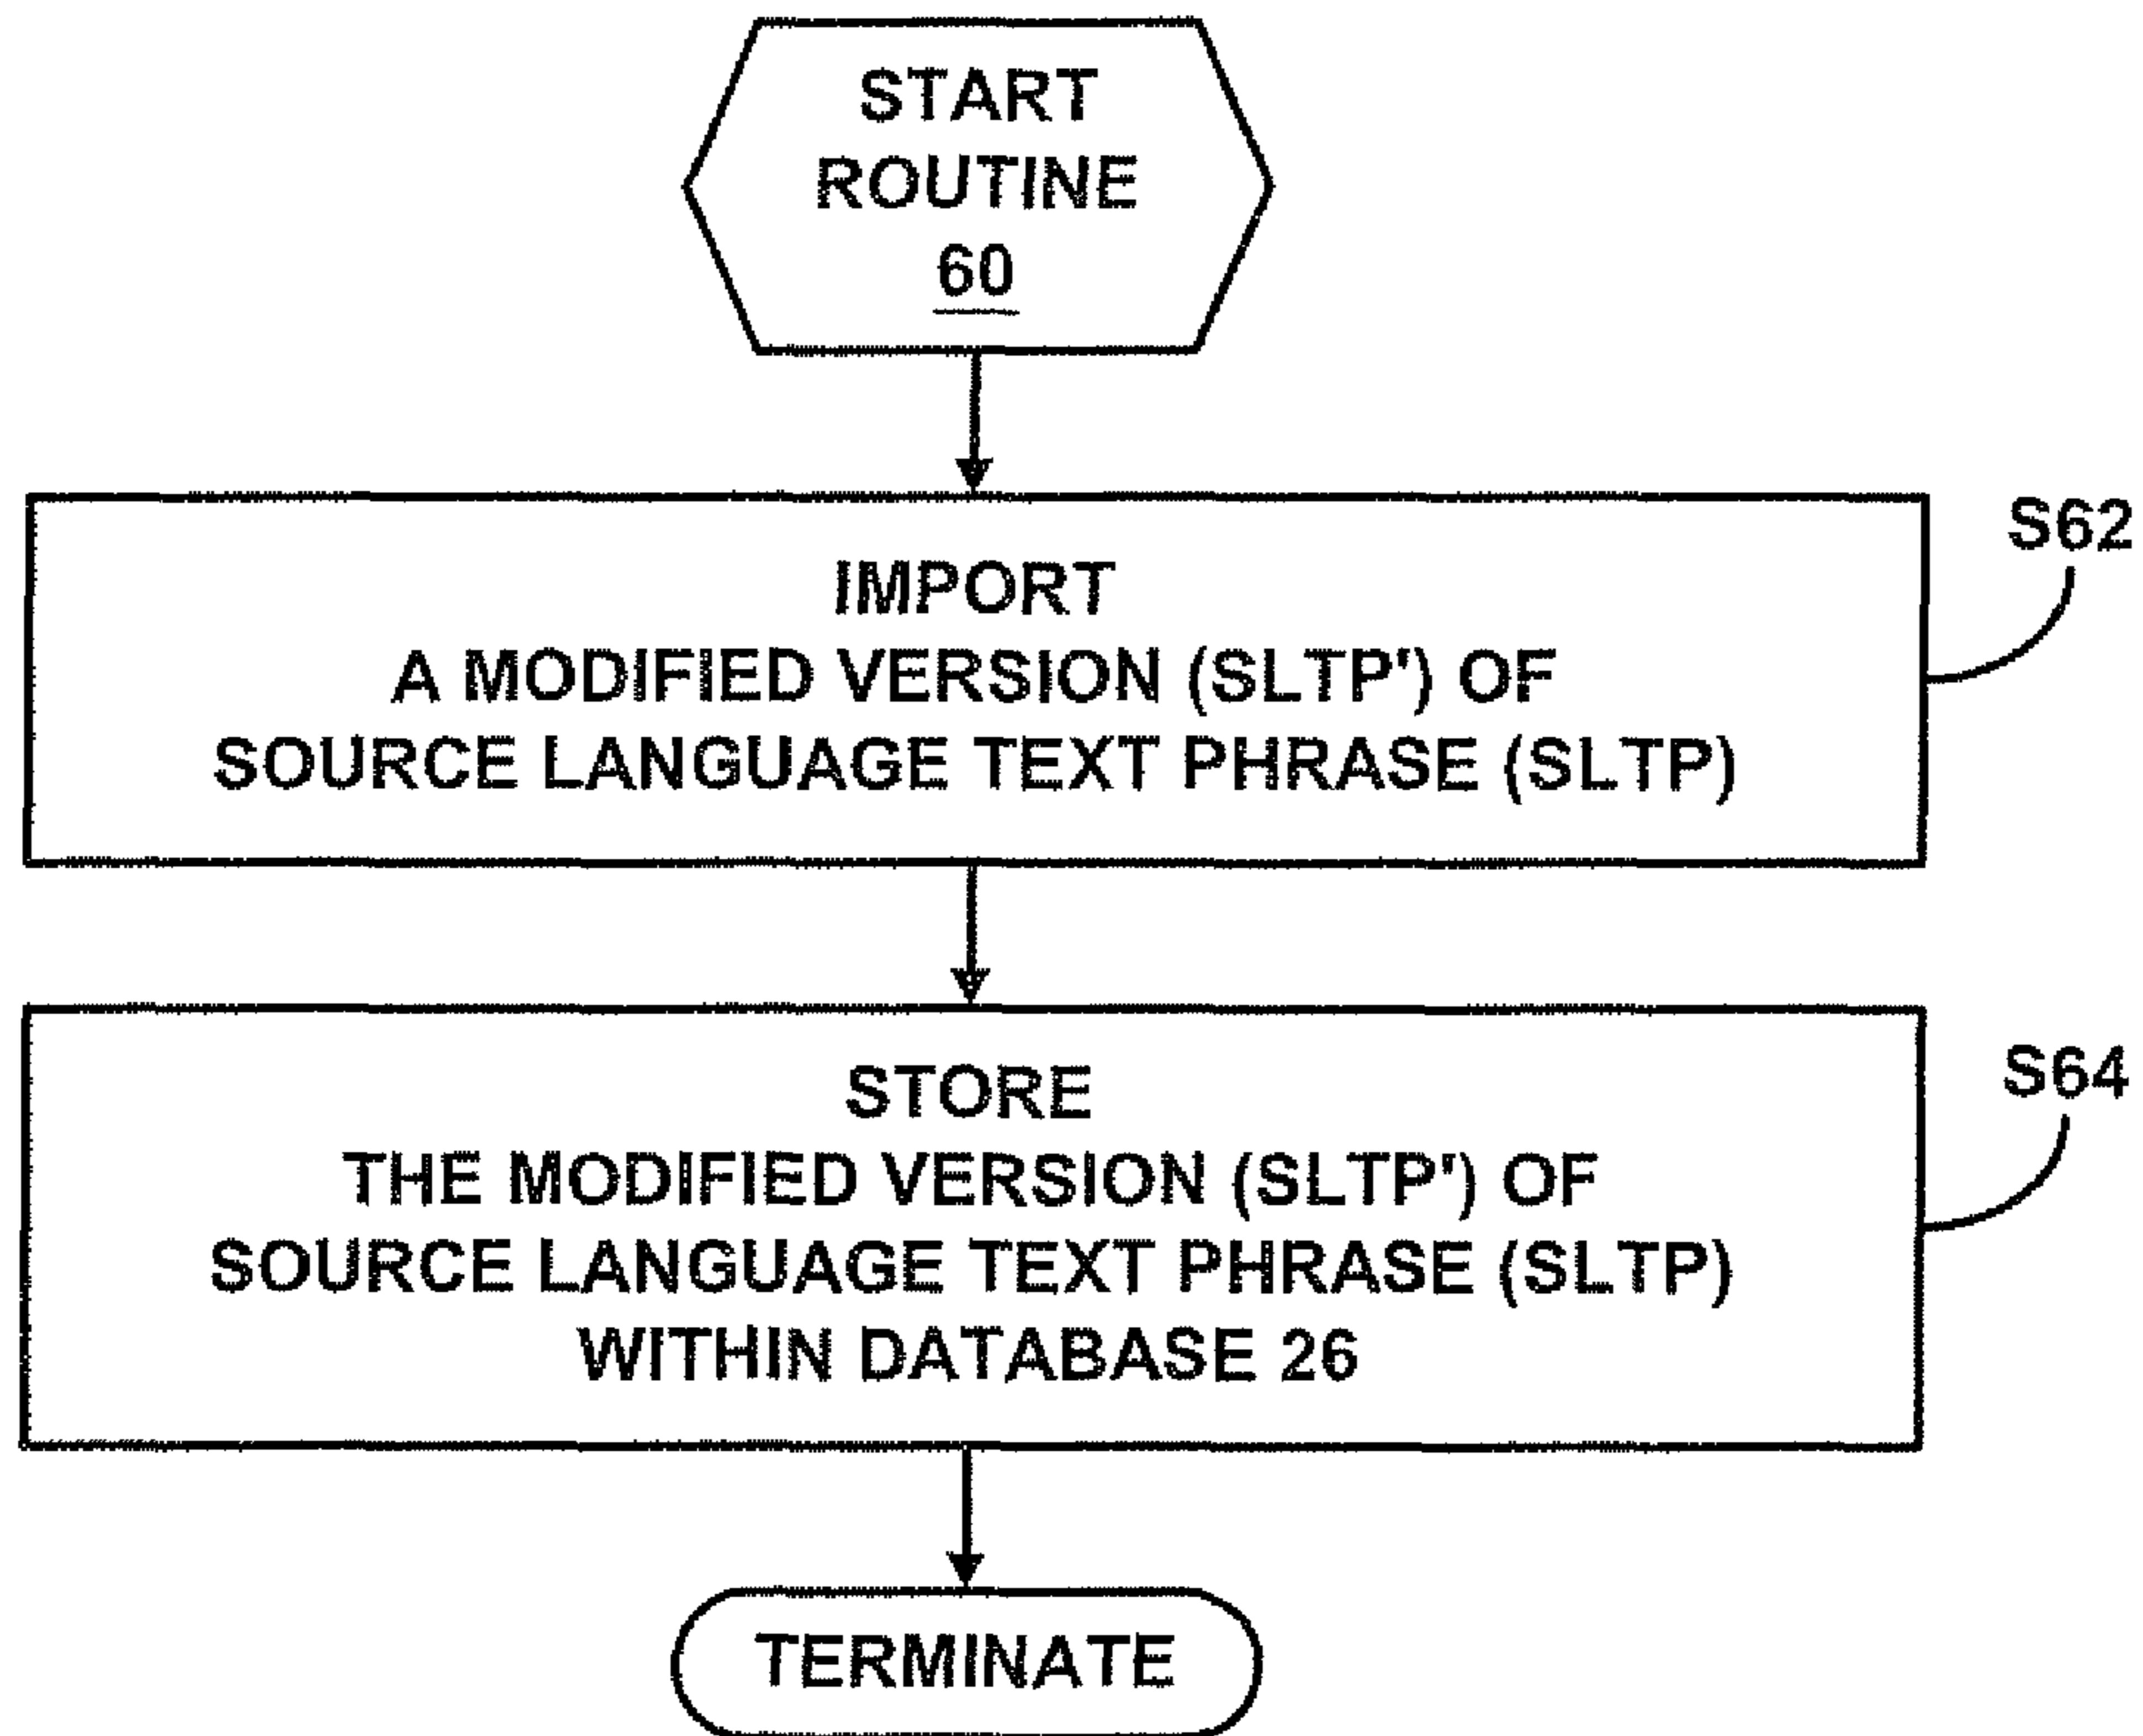 START
ROUTINE
60
IMPORT
A MODIFIED VERSION (SLTP') OF
SOURCE LANGUAGE TEXT PHRASE (SLTP)
S62
STORE
THE MODIFIED VERSION (SLTP') OF
SOURCE LANGUAGE TEXT PHRASE (SLTP)
WITHIN DATABASE 26
S64
TERMINATE